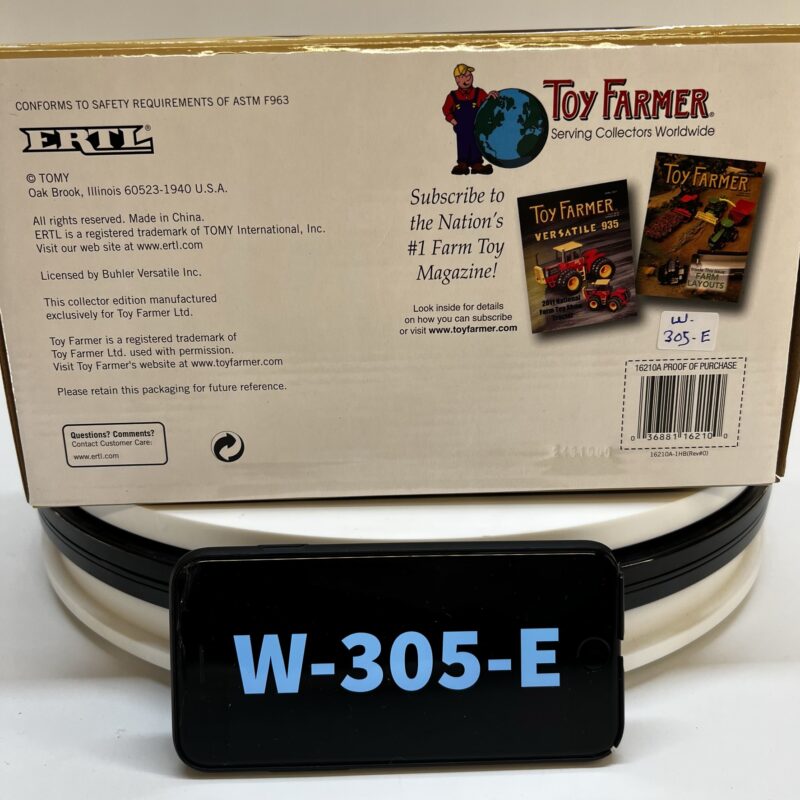 CONFORMS TO SAFETY REQUIREMENTS OF ASTM F963
ERTL®
© TOMY
Oak Brook, Illinois 60523-1940 U.S.A.
All rights reserved. Made in China.
ERTL is a registered trademark of TOMY International, Inc.
Visit our web site at www.ertl.com
Licensed by Buhler Versatile Inc.
This collector edition manufactured
exclusively for Toy Farmer Ltd.
Toy Farmer is a registered trademark of
Toy Farmer Ltd. used with permission.
Visit Toy Farmer's website at www.toyfarmer.com
Please retain this packaging for future reference.
Questions? Comments?
Contact Customer Care:
www.ertl.com
TOY FARMER®
Serving Collectors Worldwide
Subscribe to
the Nation's
#1 Farm Toy
Magazine!
Look inside for details
on how you can subscribe
or visit www.toyfarmer.com
TOY FARMER
VERSATILE 935
2011 National
Farm Toy Show
Tractor
TOY FARMER
FARM
LAYOUTS
W-
305-E
16210A PROOF OF PURCHASE
0 36881 16210 0
16210A-1HB(Rev#0)
W-305-E